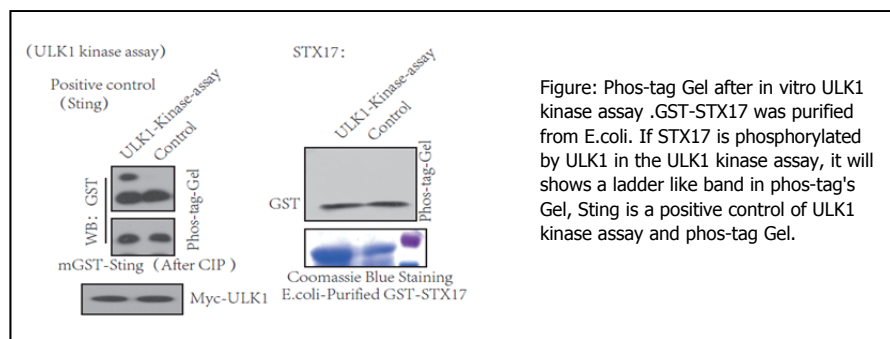 (ULK1 kinase assay)
Positive control
(Sting)
ULK1-Kinase-assay
Control
WB: GST
Phos-tag-Gel
mGST-Sting (After CIP)
Myc-ULK1
STX17:
ULK1-Kinase-assay
Control
GST
Phos-tag-Gel
Coomassie Blue Staining
E.coli-Purified GST-STX17
Figure: Phos-tag Gel after in vitro ULK1
kinase assay .GST-STX17 was purified
from E.coli. If STX17 is phosphorylated
by ULK1 in the ULK1 kinase assay, it will
shows a ladder like band in phos-tag's
Gel, Sting is a positive control of ULK1
kinase assay and phos-tag Gel.